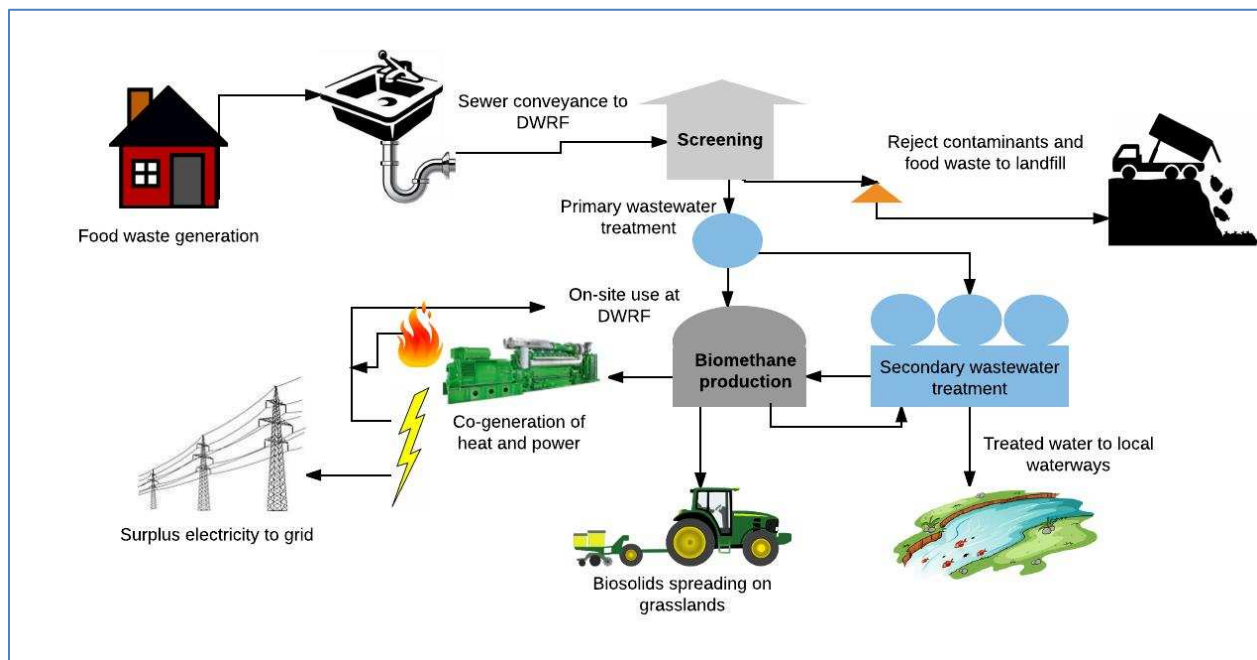 Sewer conveyance to
DWRF
Screening
Reject contaminants and
food waste to landfill
Food waste generation
Primary wastewater
treatment
On-site use at
DWRF
Biomethane
production
Secondary wastewater
treatment
Co-generation of
heat and power
Treated water to local
waterways
Surplus electricity to grid
Biosolids spreading on
grasslands